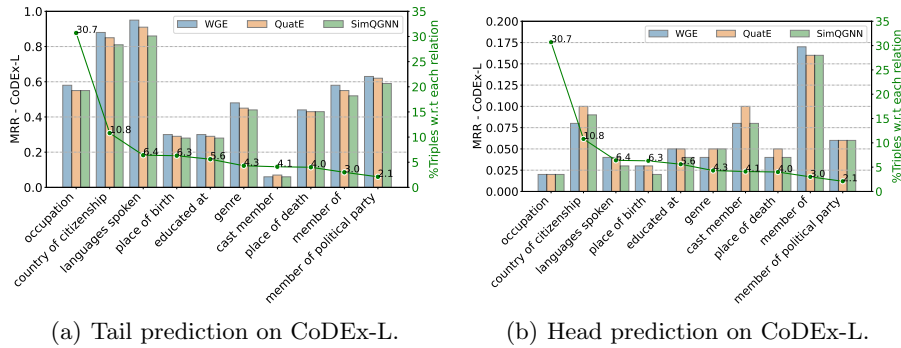 WGE QuatE SimQGNN
MRR - CoDEx-L
1.0
0.8
0.6
0.4
0.2
0.0
30.7
10.8
6.4
6.3
5.6
4.3
4.1
4.0
3.0
2.1
35
30
25
20
15
10
5
0
%Triples w.r.t each relation
occupation
country of citizenship
languages spoken
place of birth
educated at
genre
cast member
place of death
member of
member of political party
(a) Tail prediction on CoDEx-L.
WGE QuatE SimQGNN
MRR - CoDEx-L
0.200
0.175
0.150
0.125
0.100
0.075
0.050
0.025
0.000
30.7
10.8
6.4
6.3
5.6
4.3
4.1
4.0
3.0
2.1
35
30
25
20
15
10
5
0
%Triples w.r.t each relation
occupation
country of citizenship
languages spoken
place of birth
educated at
genre
cast member
place of death
member of
member of political party
(b) Head prediction on CoDEx-L.